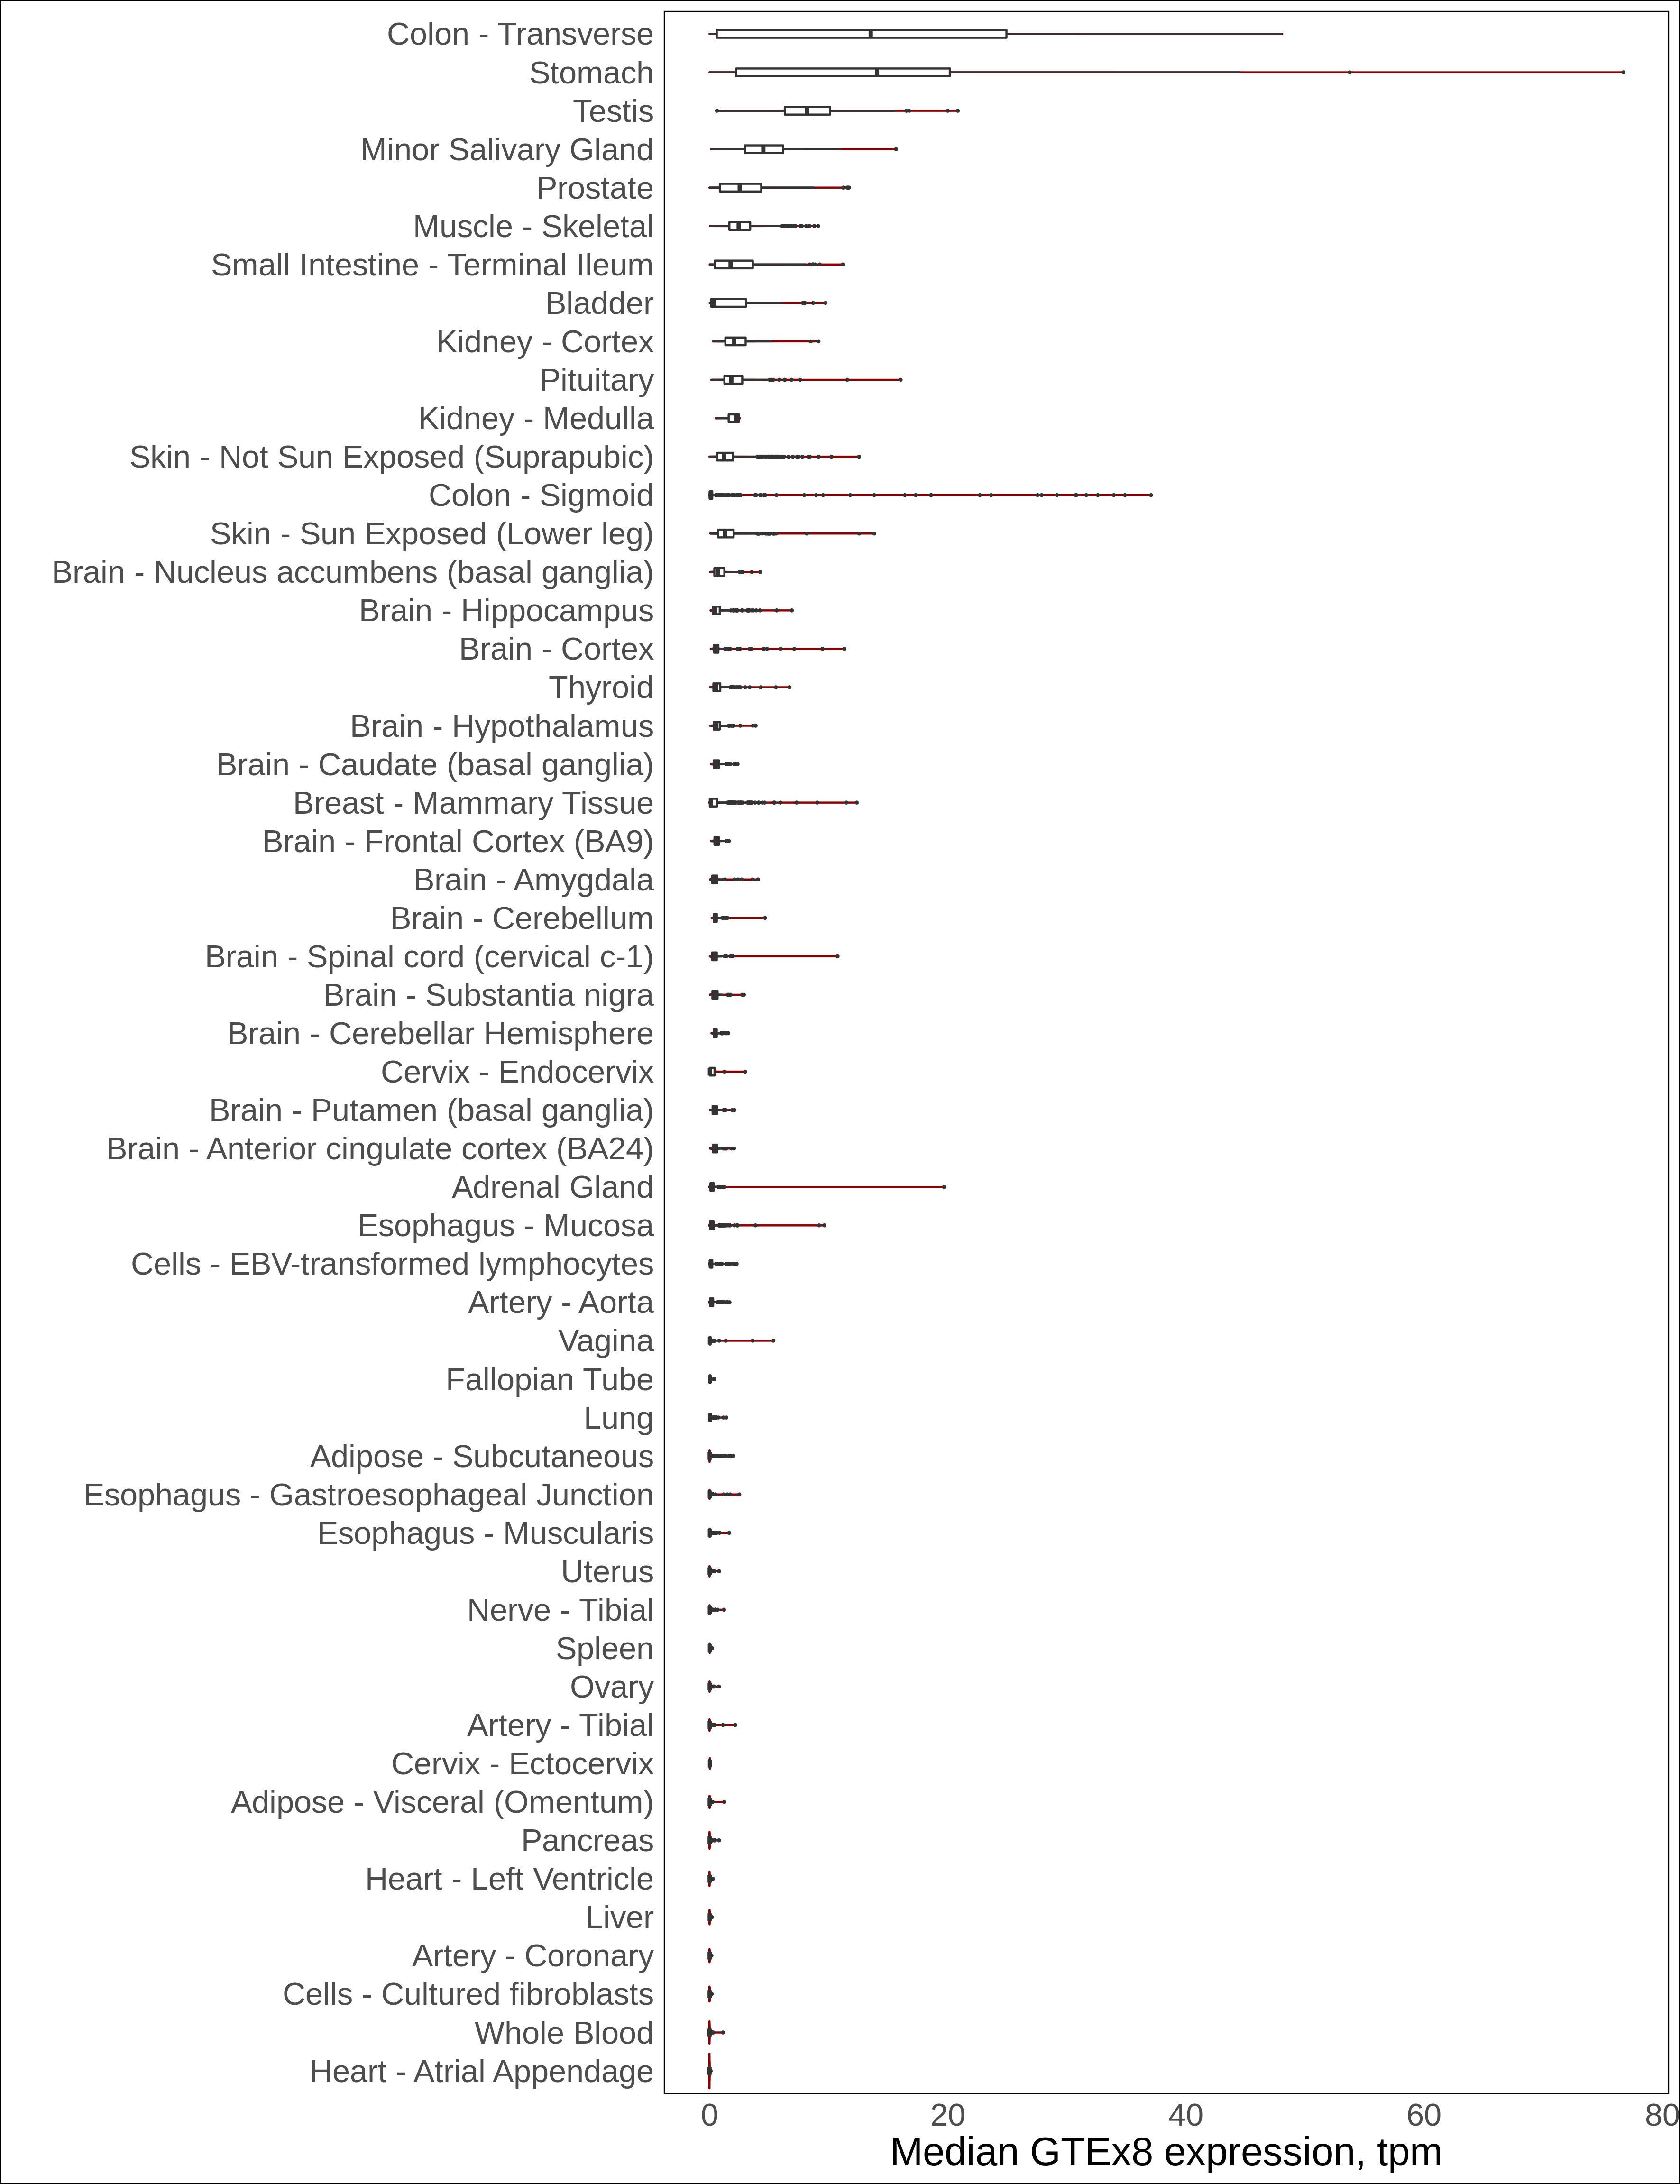 Colon - Transverse
Stomach
Testis
Minor Salivary Gland
Prostate
Muscle - Skeletal
Small Intestine - Terminal Ileum
Bladder
Kidney - Cortex
Pituitary
Kidney - Medulla
Skin - Not Sun Exposed (Suprapubic)
Colon - Sigmoid
Skin - Sun Exposed (Lower leg)
Brain - Nucleus accumbens (basal ganglia)
Brain - Hippocampus
Brain - Cortex
Thyroid
Brain - Hypothalamus
Brain - Caudate (basal ganglia)
Breast - Mammary Tissue
Brain - Frontal Cortex (BA9)
Brain - Amygdala
Brain - Cerebellum
Brain - Spinal cord (cervical c-1)
Brain - Substantia nigra
Brain - Cerebellar Hemisphere
Cervix - Endocervix
Brain - Putamen (basal ganglia)
Brain - Anterior cingulate cortex (BA24)
Adrenal Gland
Esophagus - Mucosa
Cells - EBV-transformed lymphocytes
Artery - Aorta
Vagina
Fallopian Tube
Lung
Adipose - Subcutaneous
Esophagus - Gastroesophageal Junction
Esophagus - Muscularis
Uterus
Nerve - Tibial
Spleen
Ovary
Artery - Tibial
Cervix - Ectocervix
Adipose - Visceral (Omentum)
Pancreas
Heart - Left Ventricle
Liver
Artery - Coronary
Cells - Cultured fibroblasts
Whole Blood
Heart - Atrial Appendage
0 20 40 60 80
Median GTEx8 expression, tpm